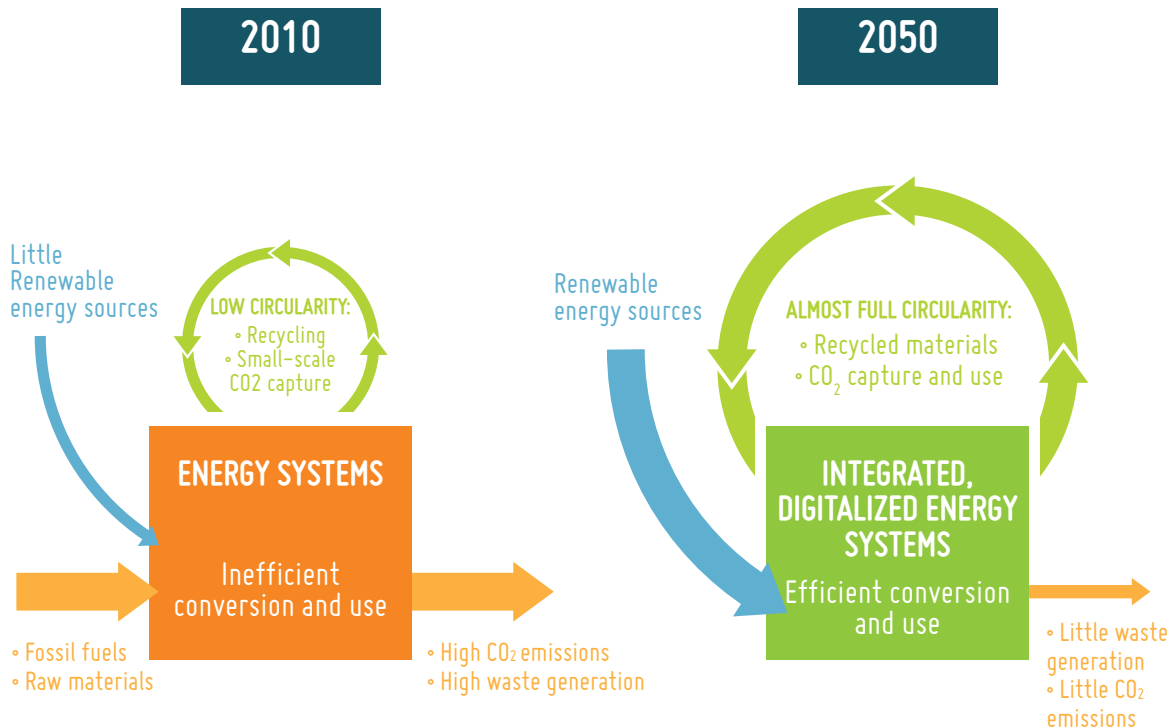 2010
Little
Renewable
energy sources
LOW CIRCULARITY:
• Recycling
• Small-scale
CO2 capture
ENERGY SYSTEMS
Inefficient
conversion and use
• Fossil fuels
• Raw materials
• High CO₂ emissions
• High waste generation
2050
Renewable
energy sources
ALMOST FULL CIRCULARITY:
• Recycled materials
• CO₂ capture and use
INTEGRATED,
DIGITALIZED ENERGY
SYSTEMS
Efficient conversion
and use
• Little waste
generation
• Little CO₂
emissions